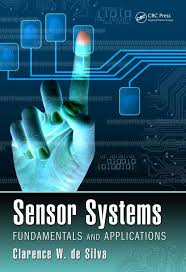 CRC Press
Sensor Systems
FUNDAMENTALS AND APPLICATIONS
Clarence W. de Silva